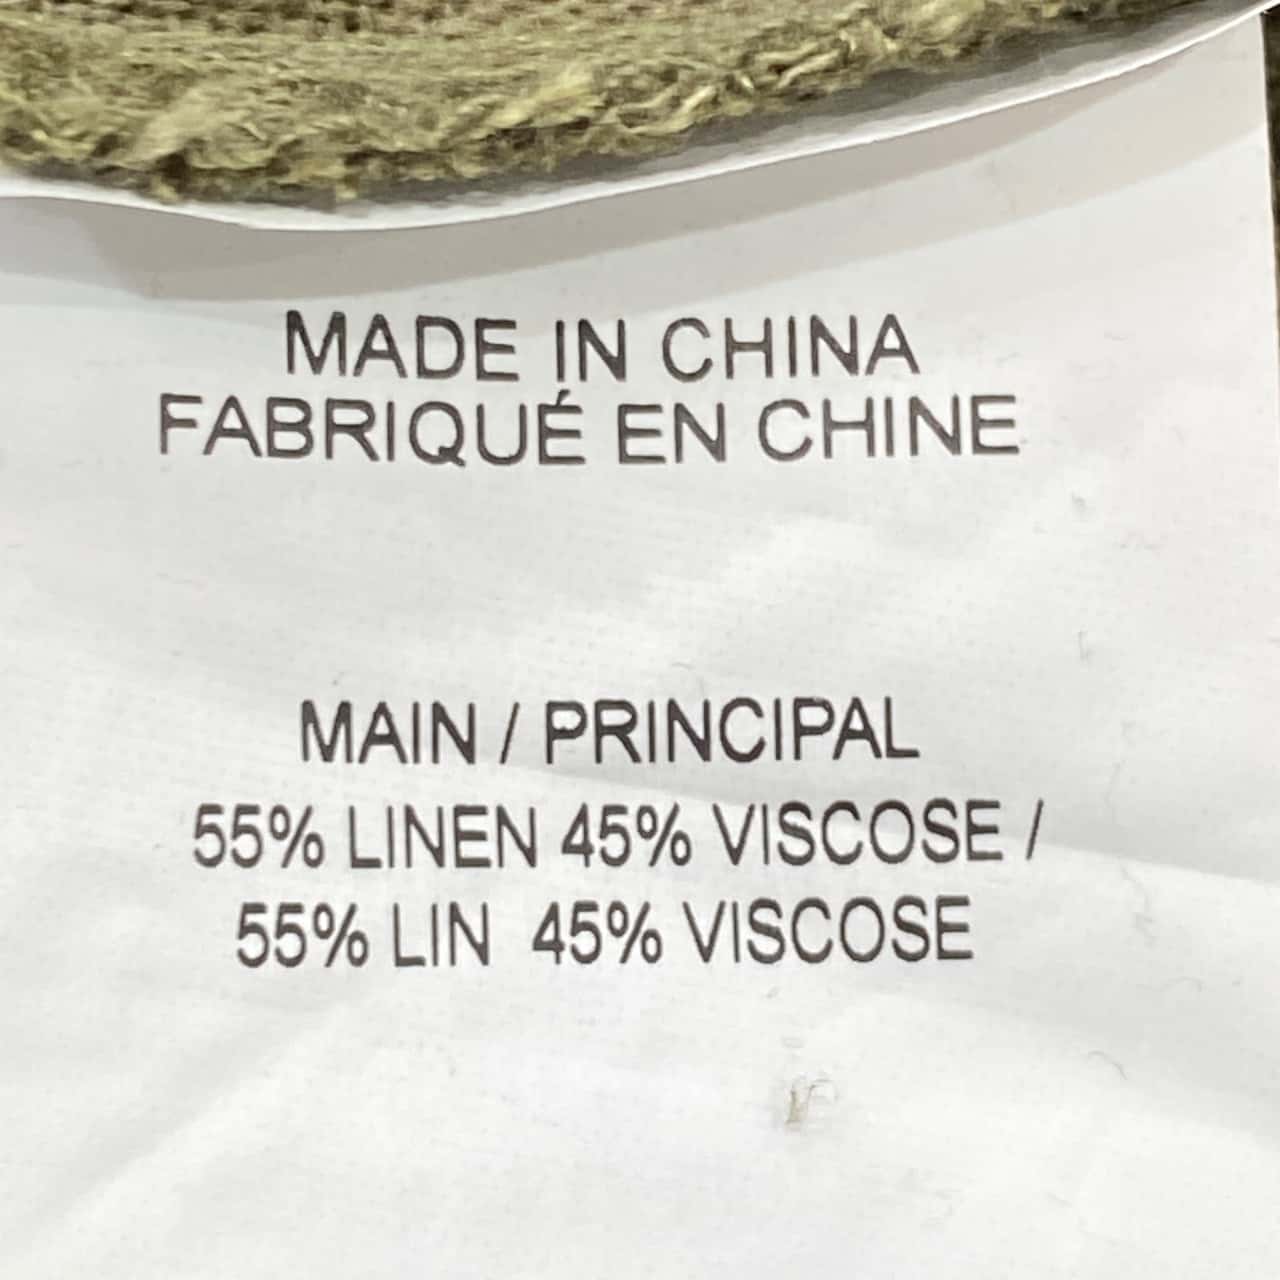 MADE IN CHINA
FABRIQUÉ EN CHINE
MAIN / PRINCIPAL
55% LINEN 45% VISCOSE /
55% LIN 45% VISCOSE